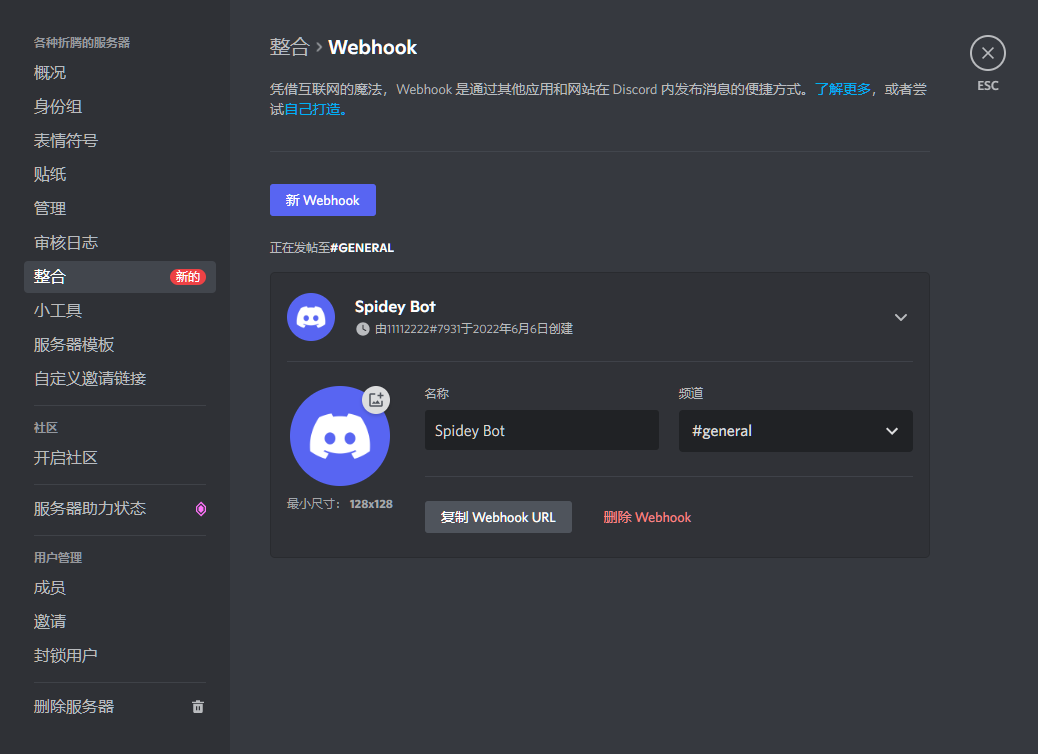 各种折腾的服务器
概况
身份组
表情符号
贴纸
管理
审核日志
整合 新的
小工具
服务器模板
自定义邀请链接
社区
开启社区
服务器助力状态
用户管理
成员
邀请
封锁用户
删除服务器
整合 › Webhook
凭借互联网的魔法，Webhook 是通过其他应用和网站在 Discord 内发布消息的便捷方式。了解更多，或者尝
试自己打造。
新 Webhook
正在发帖至#GENERAL
Spidey Bot
由11112222#7931于2022年6月6日创建
最小尺寸： 128x128
名称
Spidey Bot
频道
#general
复制 Webhook URL
删除 Webhook
ESC